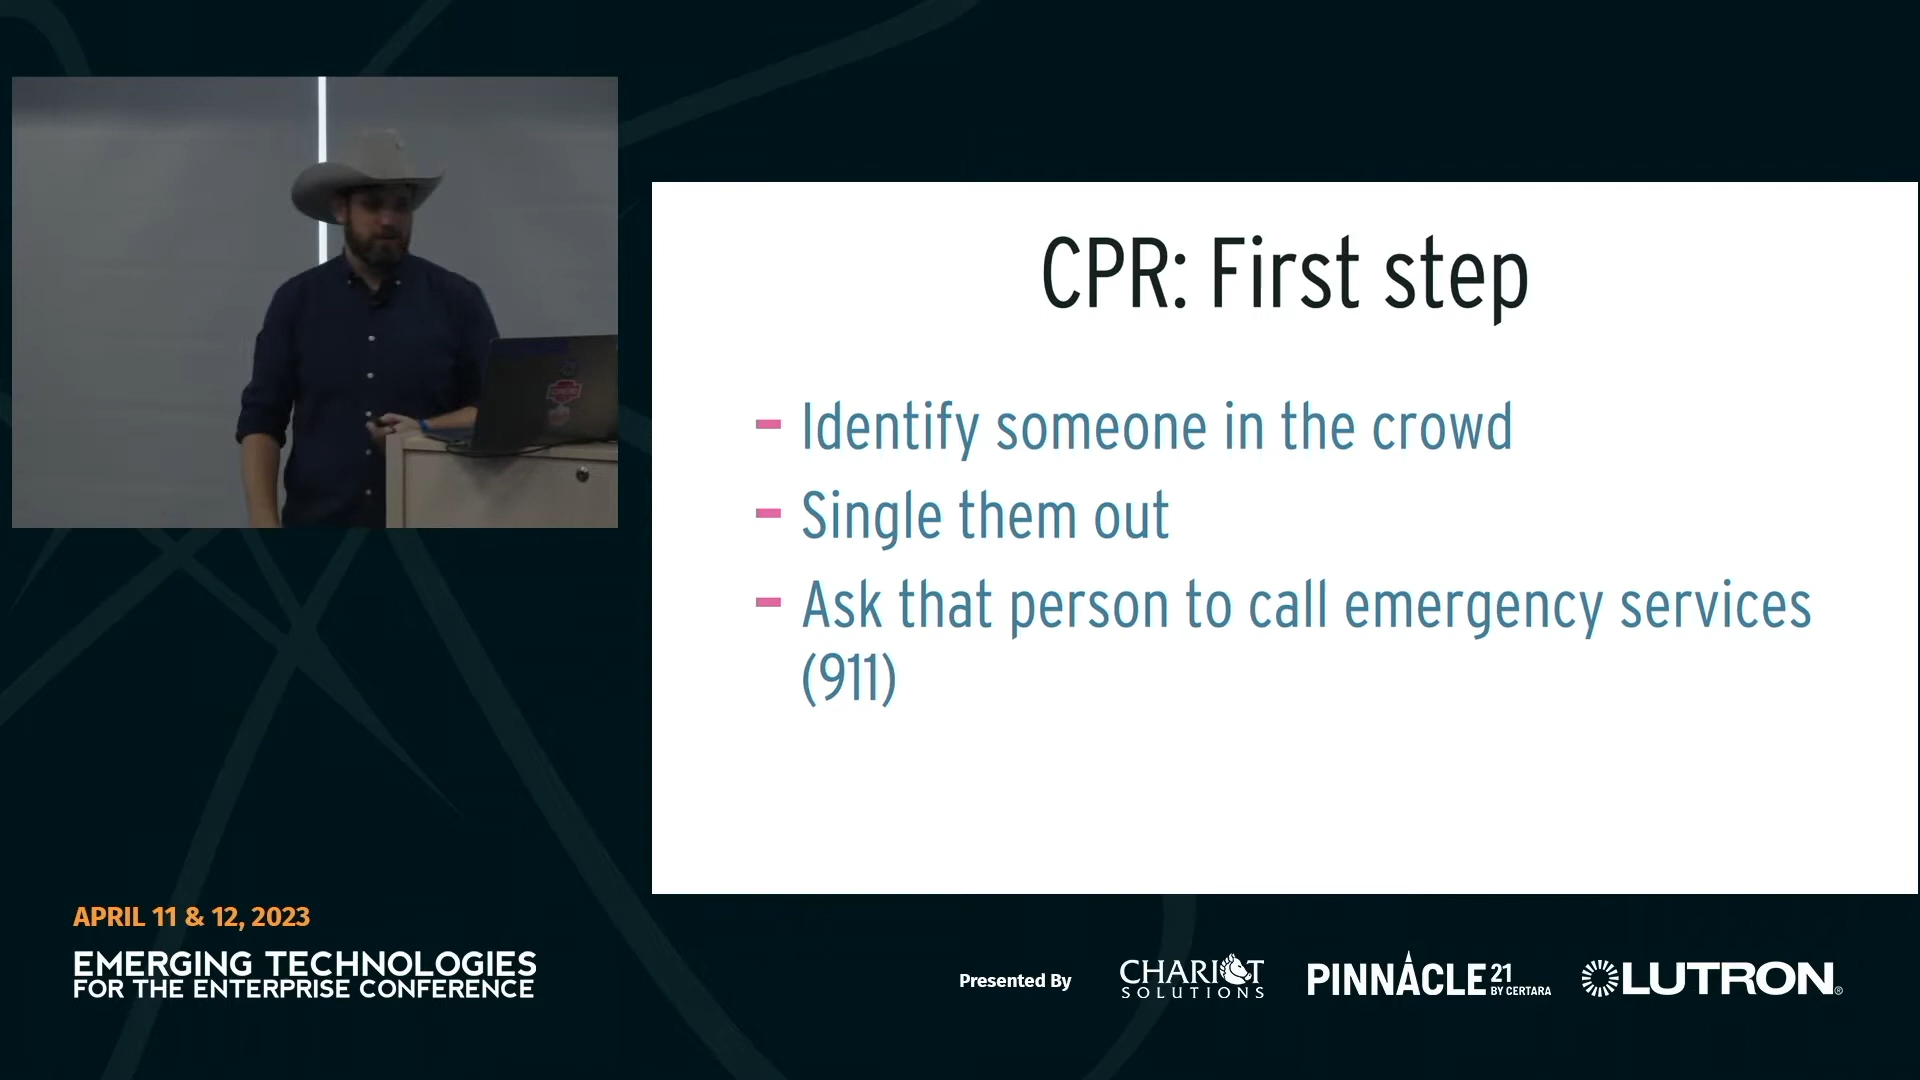 CPR: First step
- Identify someone in the crowd
- Single them out
- Ask that person to call emergency services
(911)
APRIL 11 & 12, 2023
EMERGING TECHNOLOGIES
FOR THE ENTERPRISE CONFERENCE
Presented By
CHARIOT
SOLUTIONS
PINNACLE 21
BY CERTARA
LUTRON®